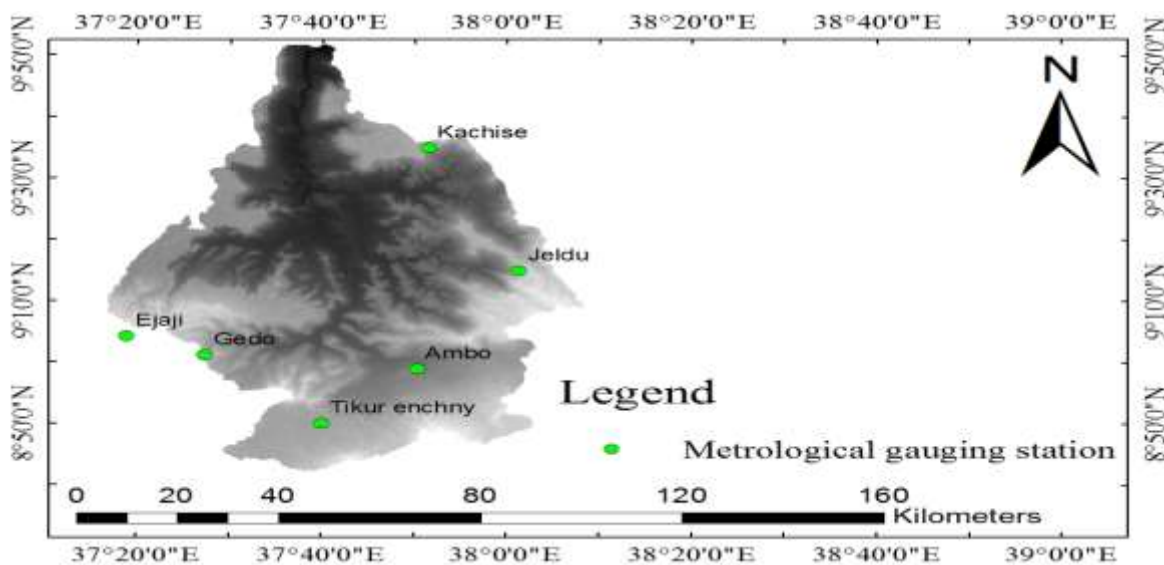 37°20'0"E 37°40'0"E 38°0'0"E 38°20'0"E 38°40'0"E 39°0'0"E
9°50'0"N 9°50'0"N
N
Kachise
9°30'0"N 9°30'0"N
Jeldu
9°10'0"N 9°10'0"N
Ejaji
Gedo
Ambo
Legend
Tikur enchny
8°50'0"N 8°50'0"N
Metrological gauging station
0 20 40 80 120 160
Kilometers
37°20'0"E 37°40'0"E 38°0'0"E 38°20'0"E 38°40'0"E 39°0'0"E